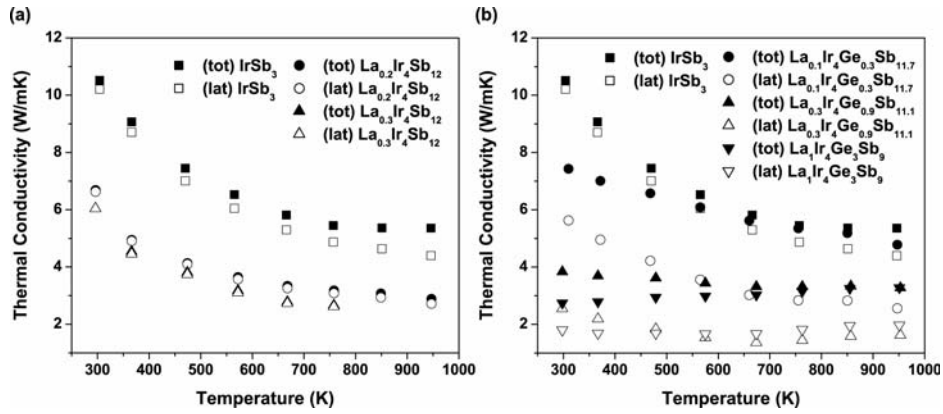 (a)
12
10
8
6
4
2
Thermal Conductivity (W/mK)
■ (tot) IrSb₃
□ (lat) IrSb₃
● (tot) La₀.₂Ir₄Sb₁₂
○ (lat) La₀.₂Ir₄Sb₁₂
▲ (tot) La₀.₃Ir₄Sb₁₂
△ (lat) La₀.₃Ir₄Sb₁₂
300 400 500 600 700 800 900 1000
Temperature (K)
(b)
12
10
8
6
4
2
Thermal Conductivity (W/mK)
■ (tot) IrSb₃
□ (lat) IrSb₃
● (tot) La₀.₁Ir₄Ge₀.₃Sb₁₁.₇
○ (lat) La₀.₁Ir₄Ge₀.₃Sb₁₁.₇
▲ (tot) La₀.₃Ir₄Ge₀.₉Sb₁₁.₁
△ (lat) La₀.₃Ir₄Ge₀.₉Sb₁₁.₁
▼ (tot) La₁Ir₄Ge₃Sb₉
▽ (lat) La₁Ir₄Ge₃Sb₉
300 400 500 600 700 800 900 1000
Temperature (K)